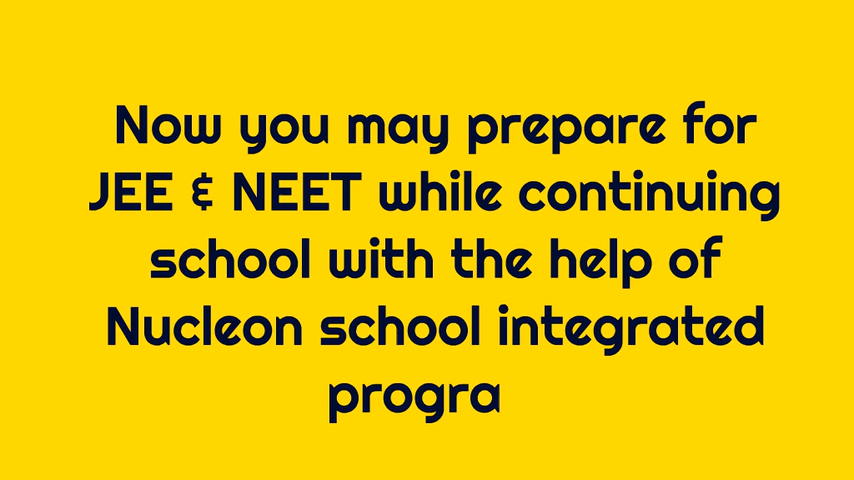 Now you may prepare for
JEE & NEET while continuing
school with the help of
Nucleon school integrated
progra